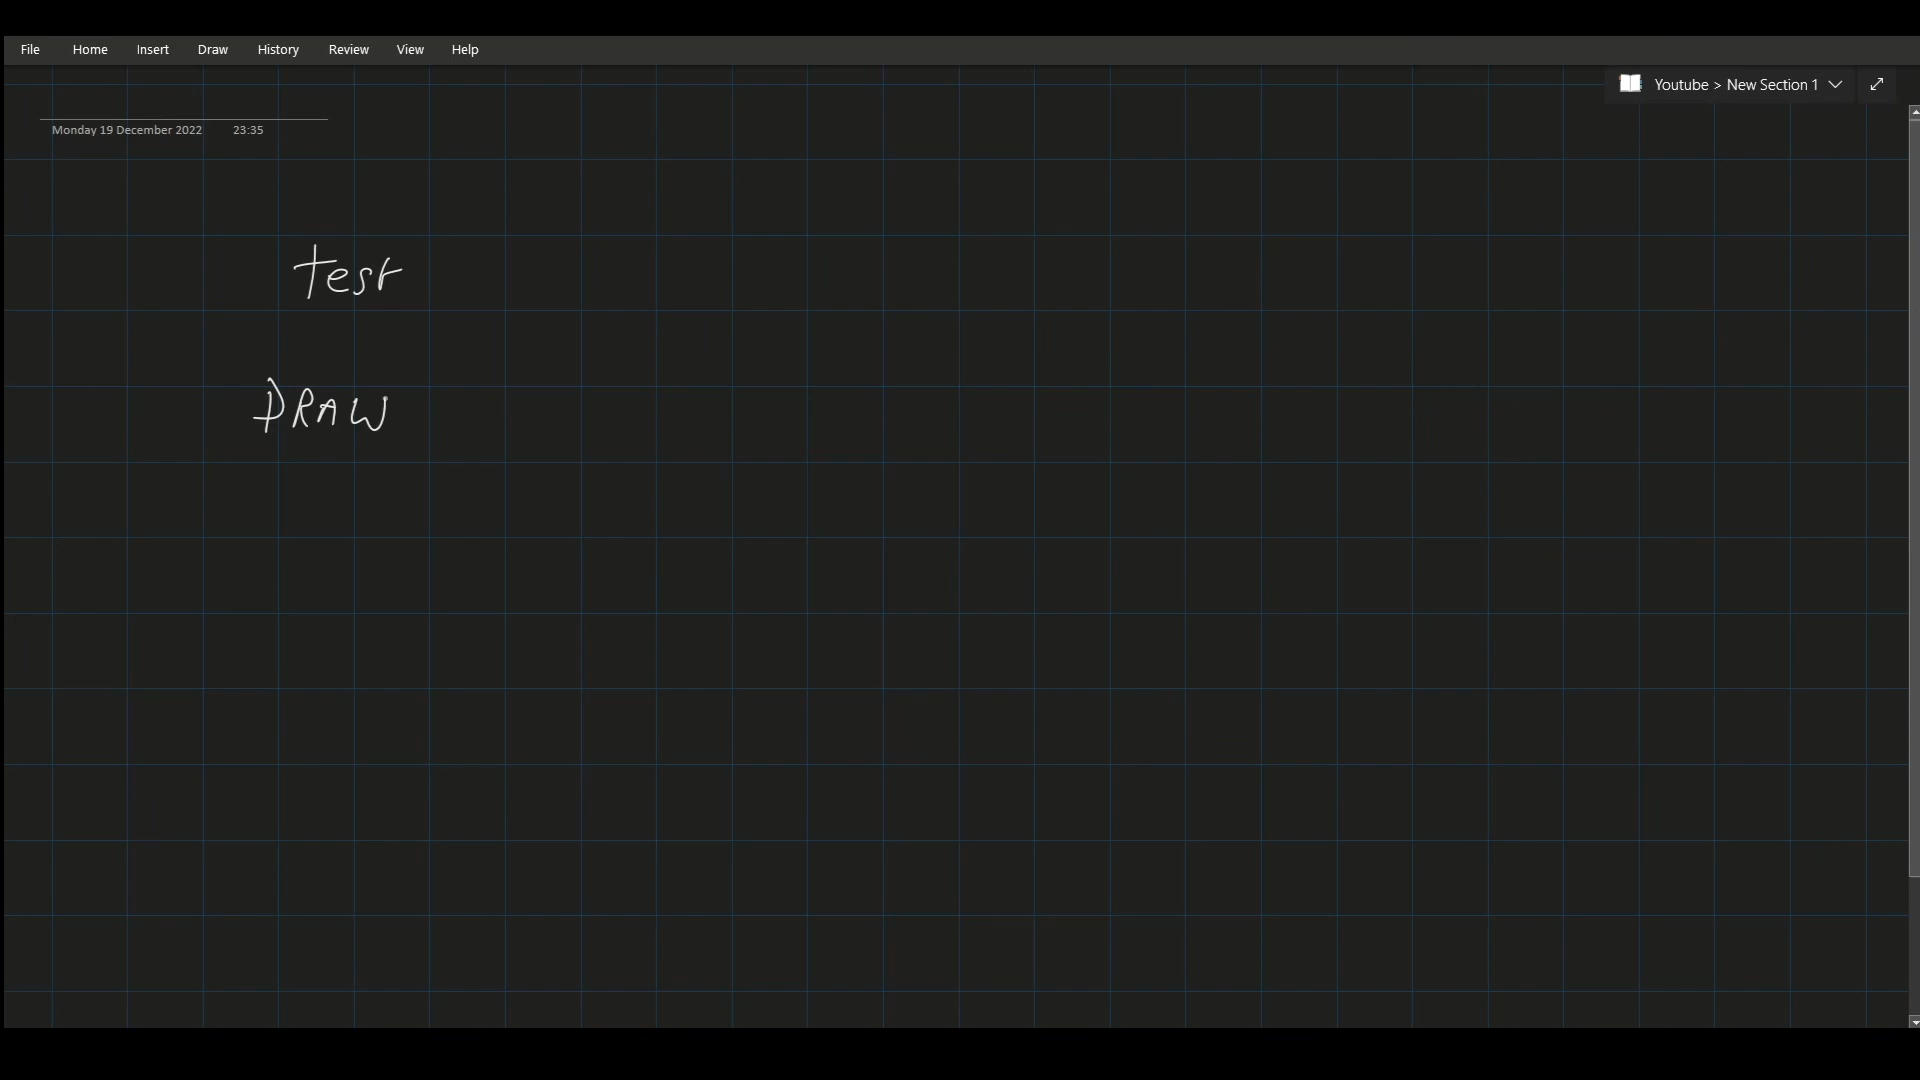 File Home Insert Draw History Review View Help
Youtube > New Section 1
Monday 19 December 2022 23:35
test
DRAW